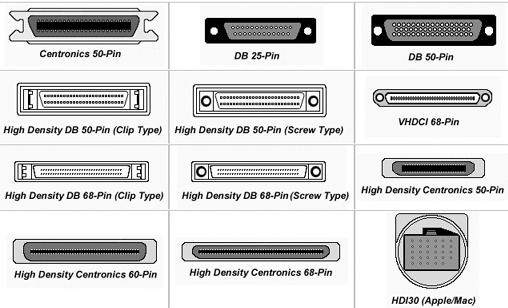 Centronics 50-Pin
DB 25-Pin
DB 50-Pin
High Density DB 50-Pin (Clip Type)
High Density DB 50-Pin (Screw Type)
VHDCI 68-Pin
High Density DB 68-Pin (Clip Type)
High Density DB 68-Pin (Screw Type)
High Density Centronics 50-Pin
High Density Centronics 60-Pin
High Density Centronics 68-Pin
HDI30 (Apple/Mac)